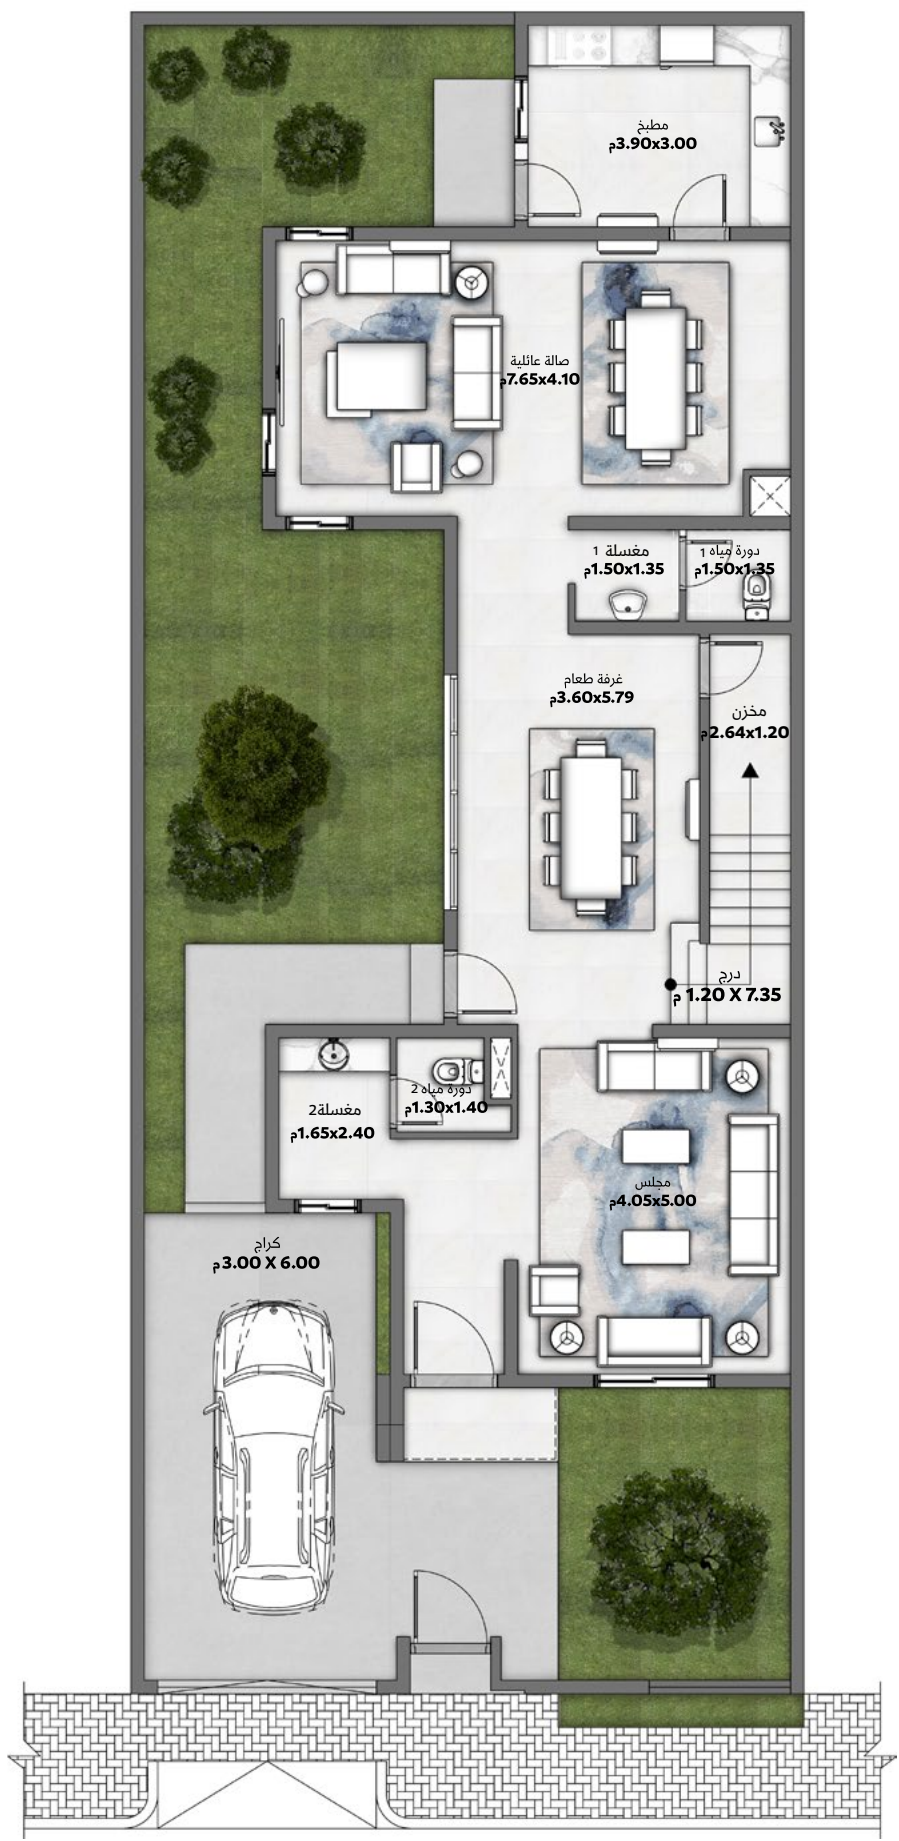 مطبخ
3.90x3.00م
صالة عائلية
7.65x4.10م
مغسلة 1
1.50x1.35م
دورة مياه 1
1.50x1.35م
غرفة طعام
3.60x5.79م
مخزن
2.64x1.20م
درج
1.20 X 7.35 م
دورة مياه 2
1.30x1.40م
مغسلة2
1.65x2.40م
مجلس
4.05x5.00م
كراج
3.00 X 6.00م